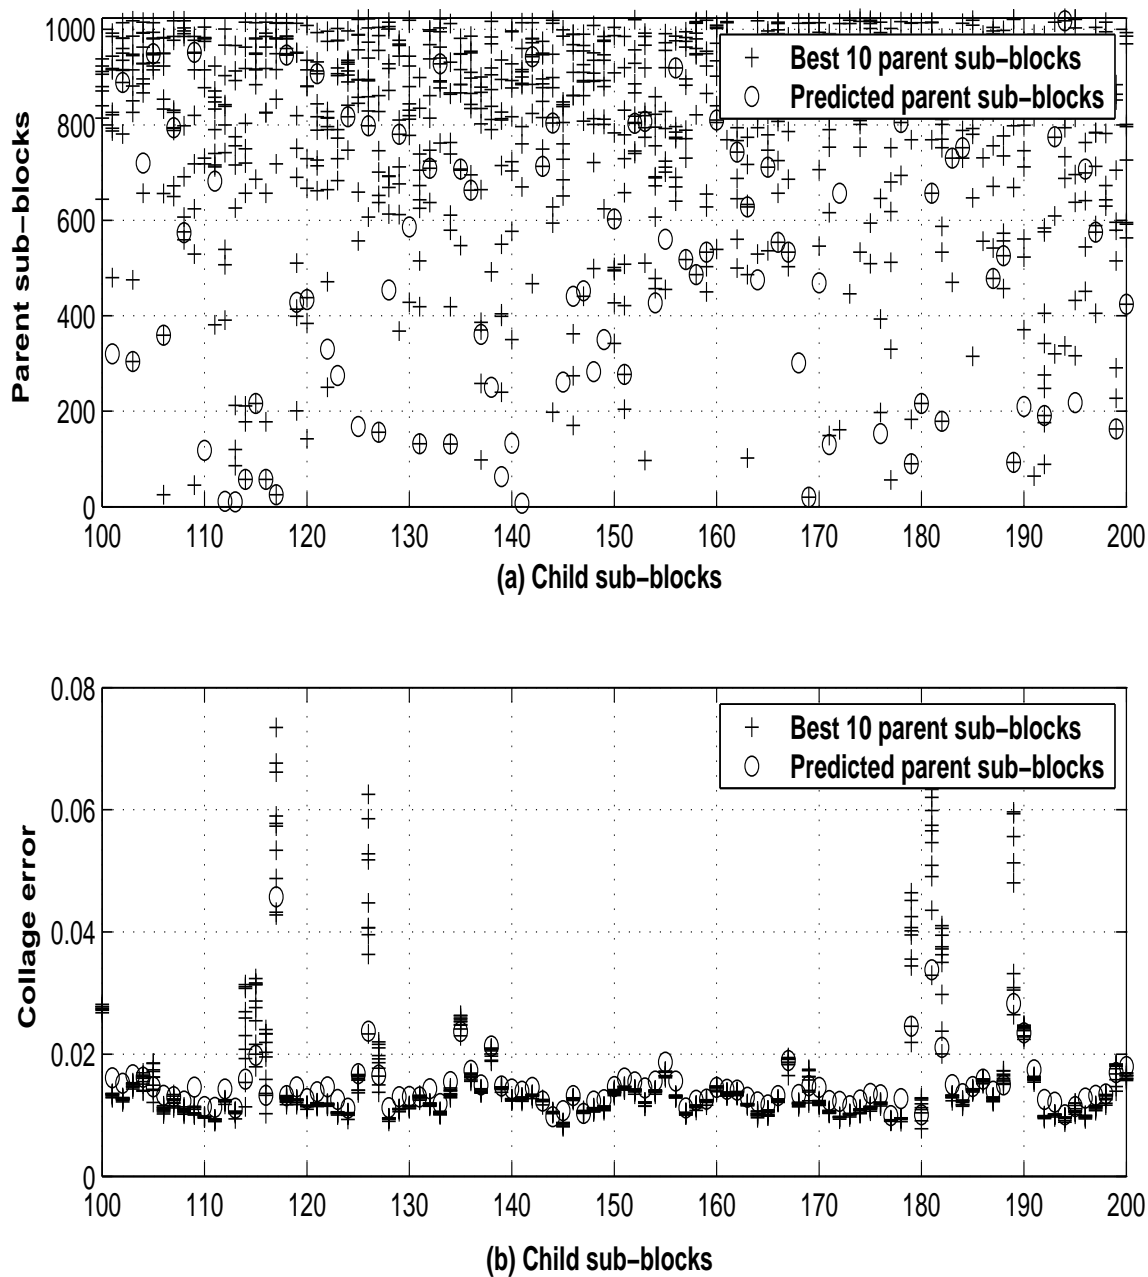 1000
800
600
400
200
0
Parent sub-blocks
Best 10 parent sub-blocks
Predicted parent sub-blocks
100 110 120 130 140 150 160 170 180 190 200
(a) Child sub-blocks
0.08
0.06
0.04
0.02
0
Collage error
Best 10 parent sub-blocks
Predicted parent sub-blocks
100 110 120 130 140 150 160 170 180 190 200
(b) Child sub-blocks